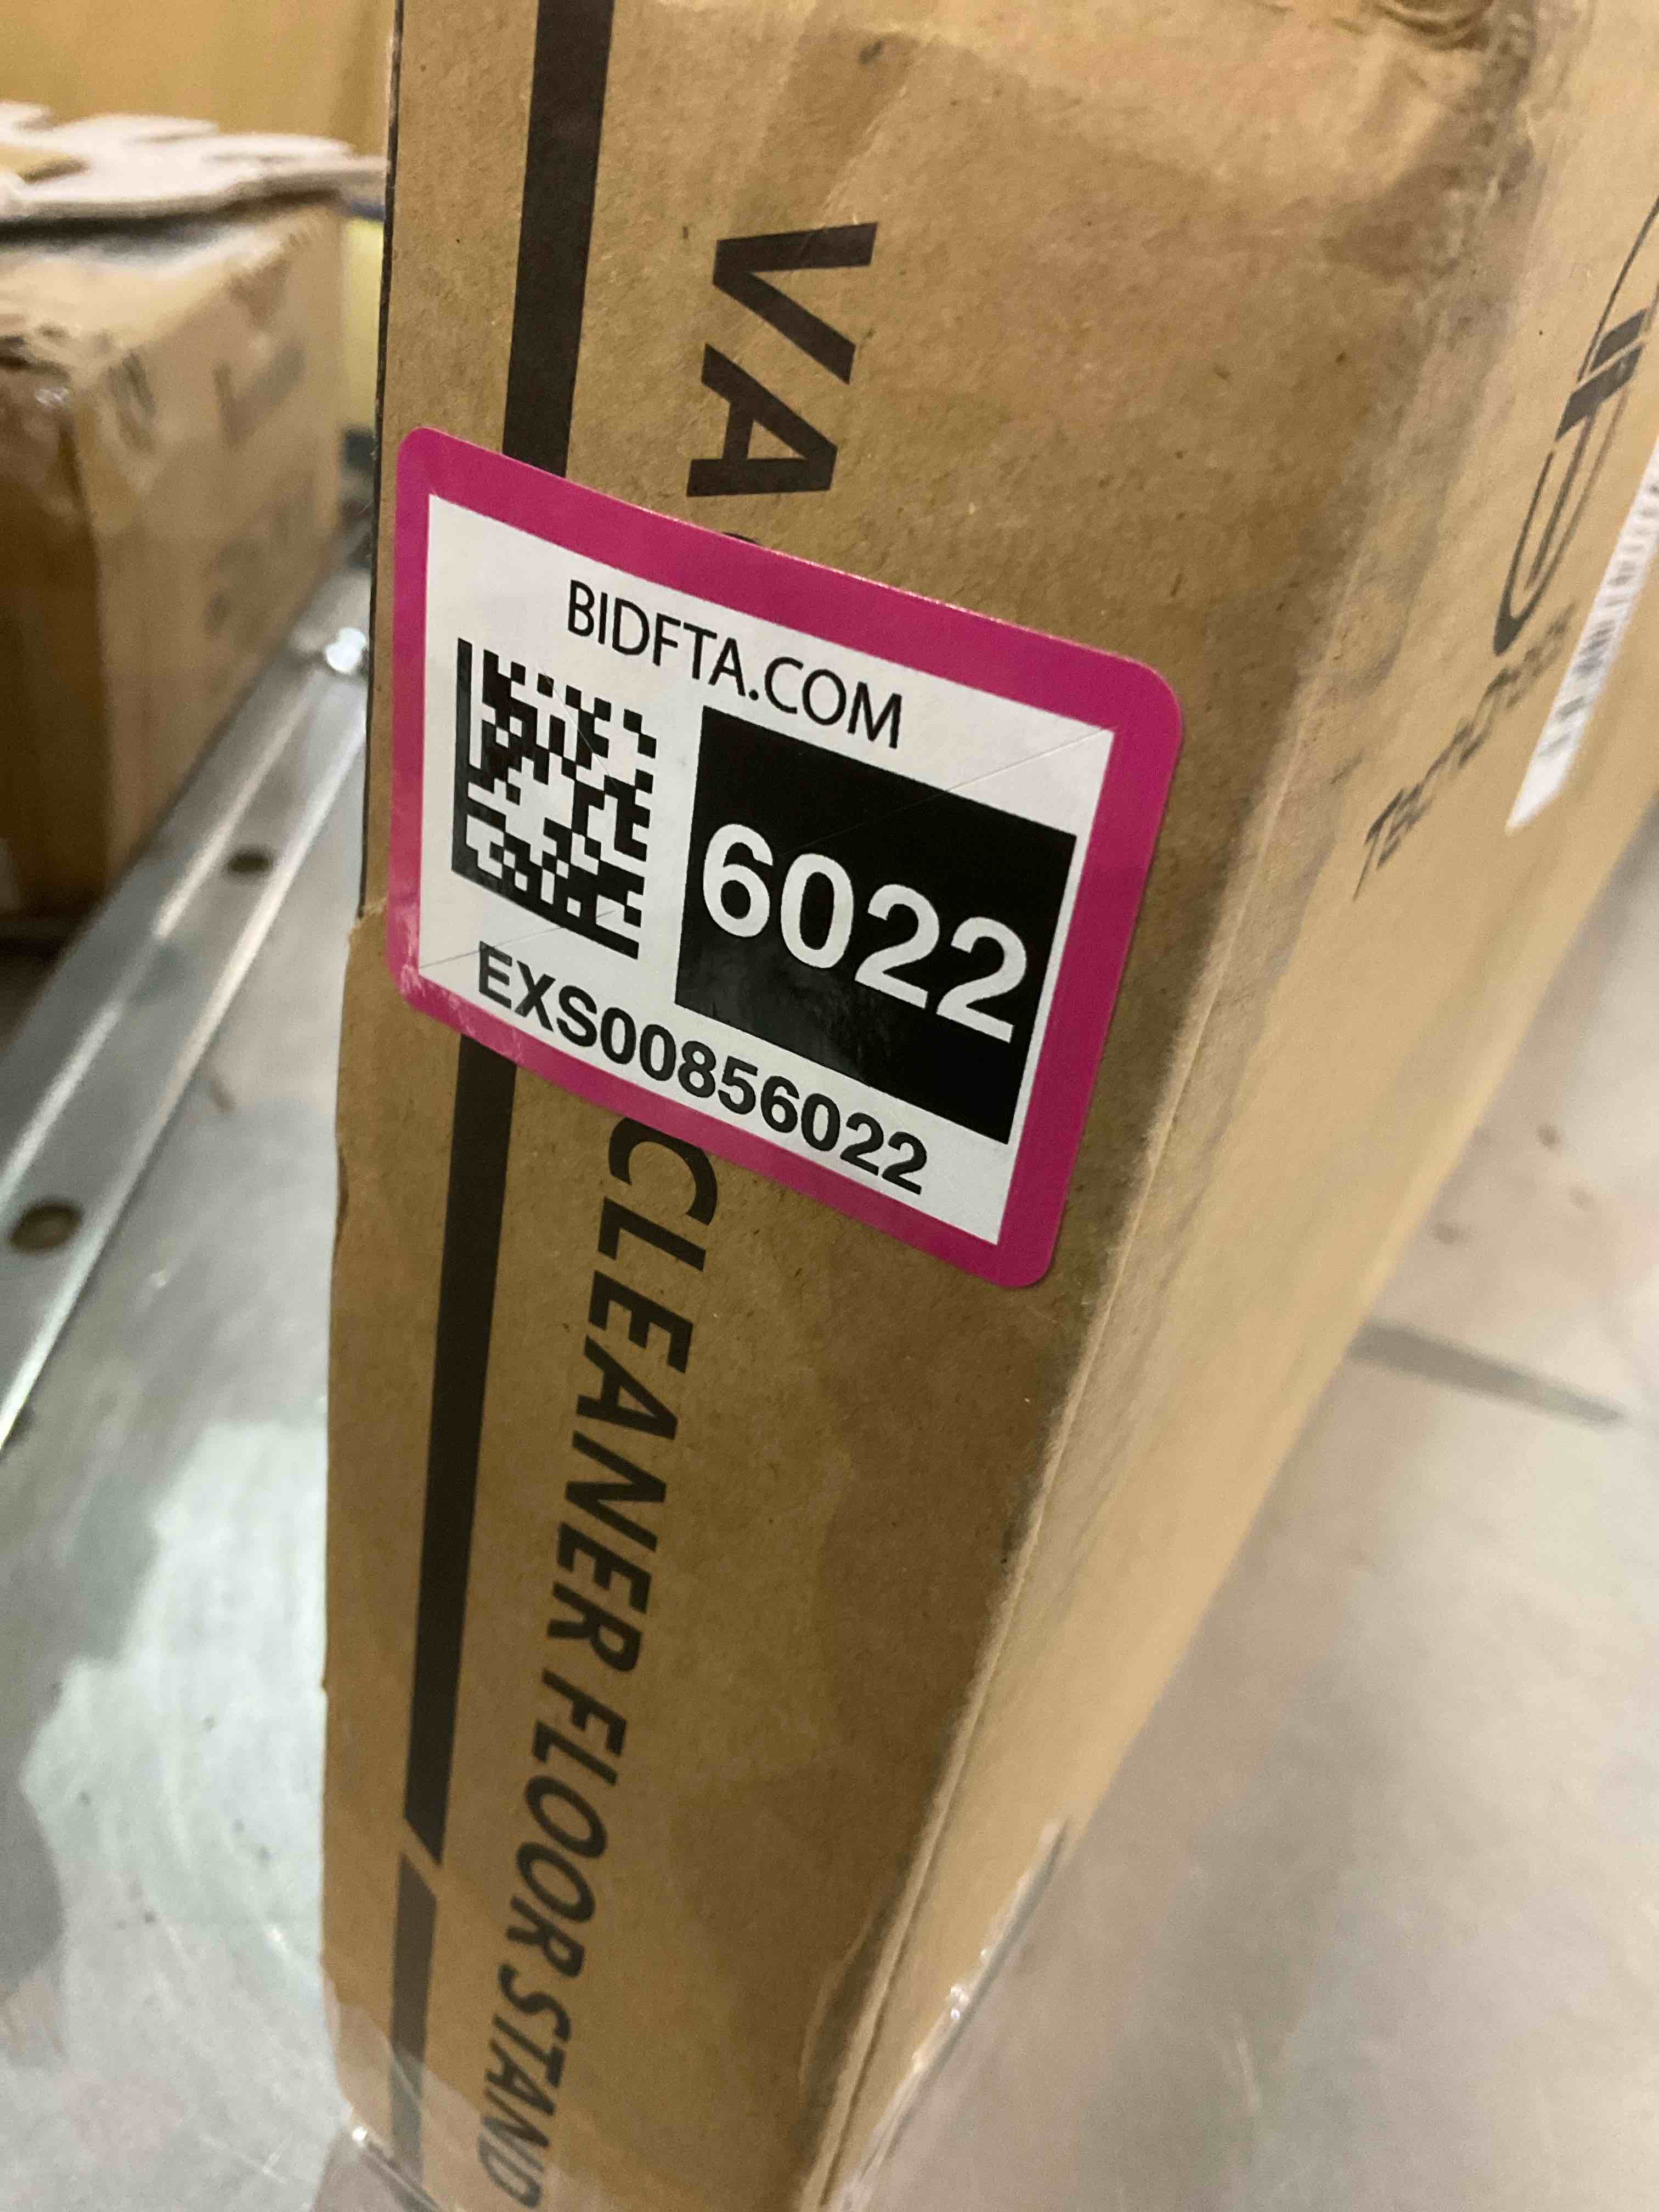 VA
BIDFTA.COM
6022
EXS00856022
CLEANER FLOOR STAND